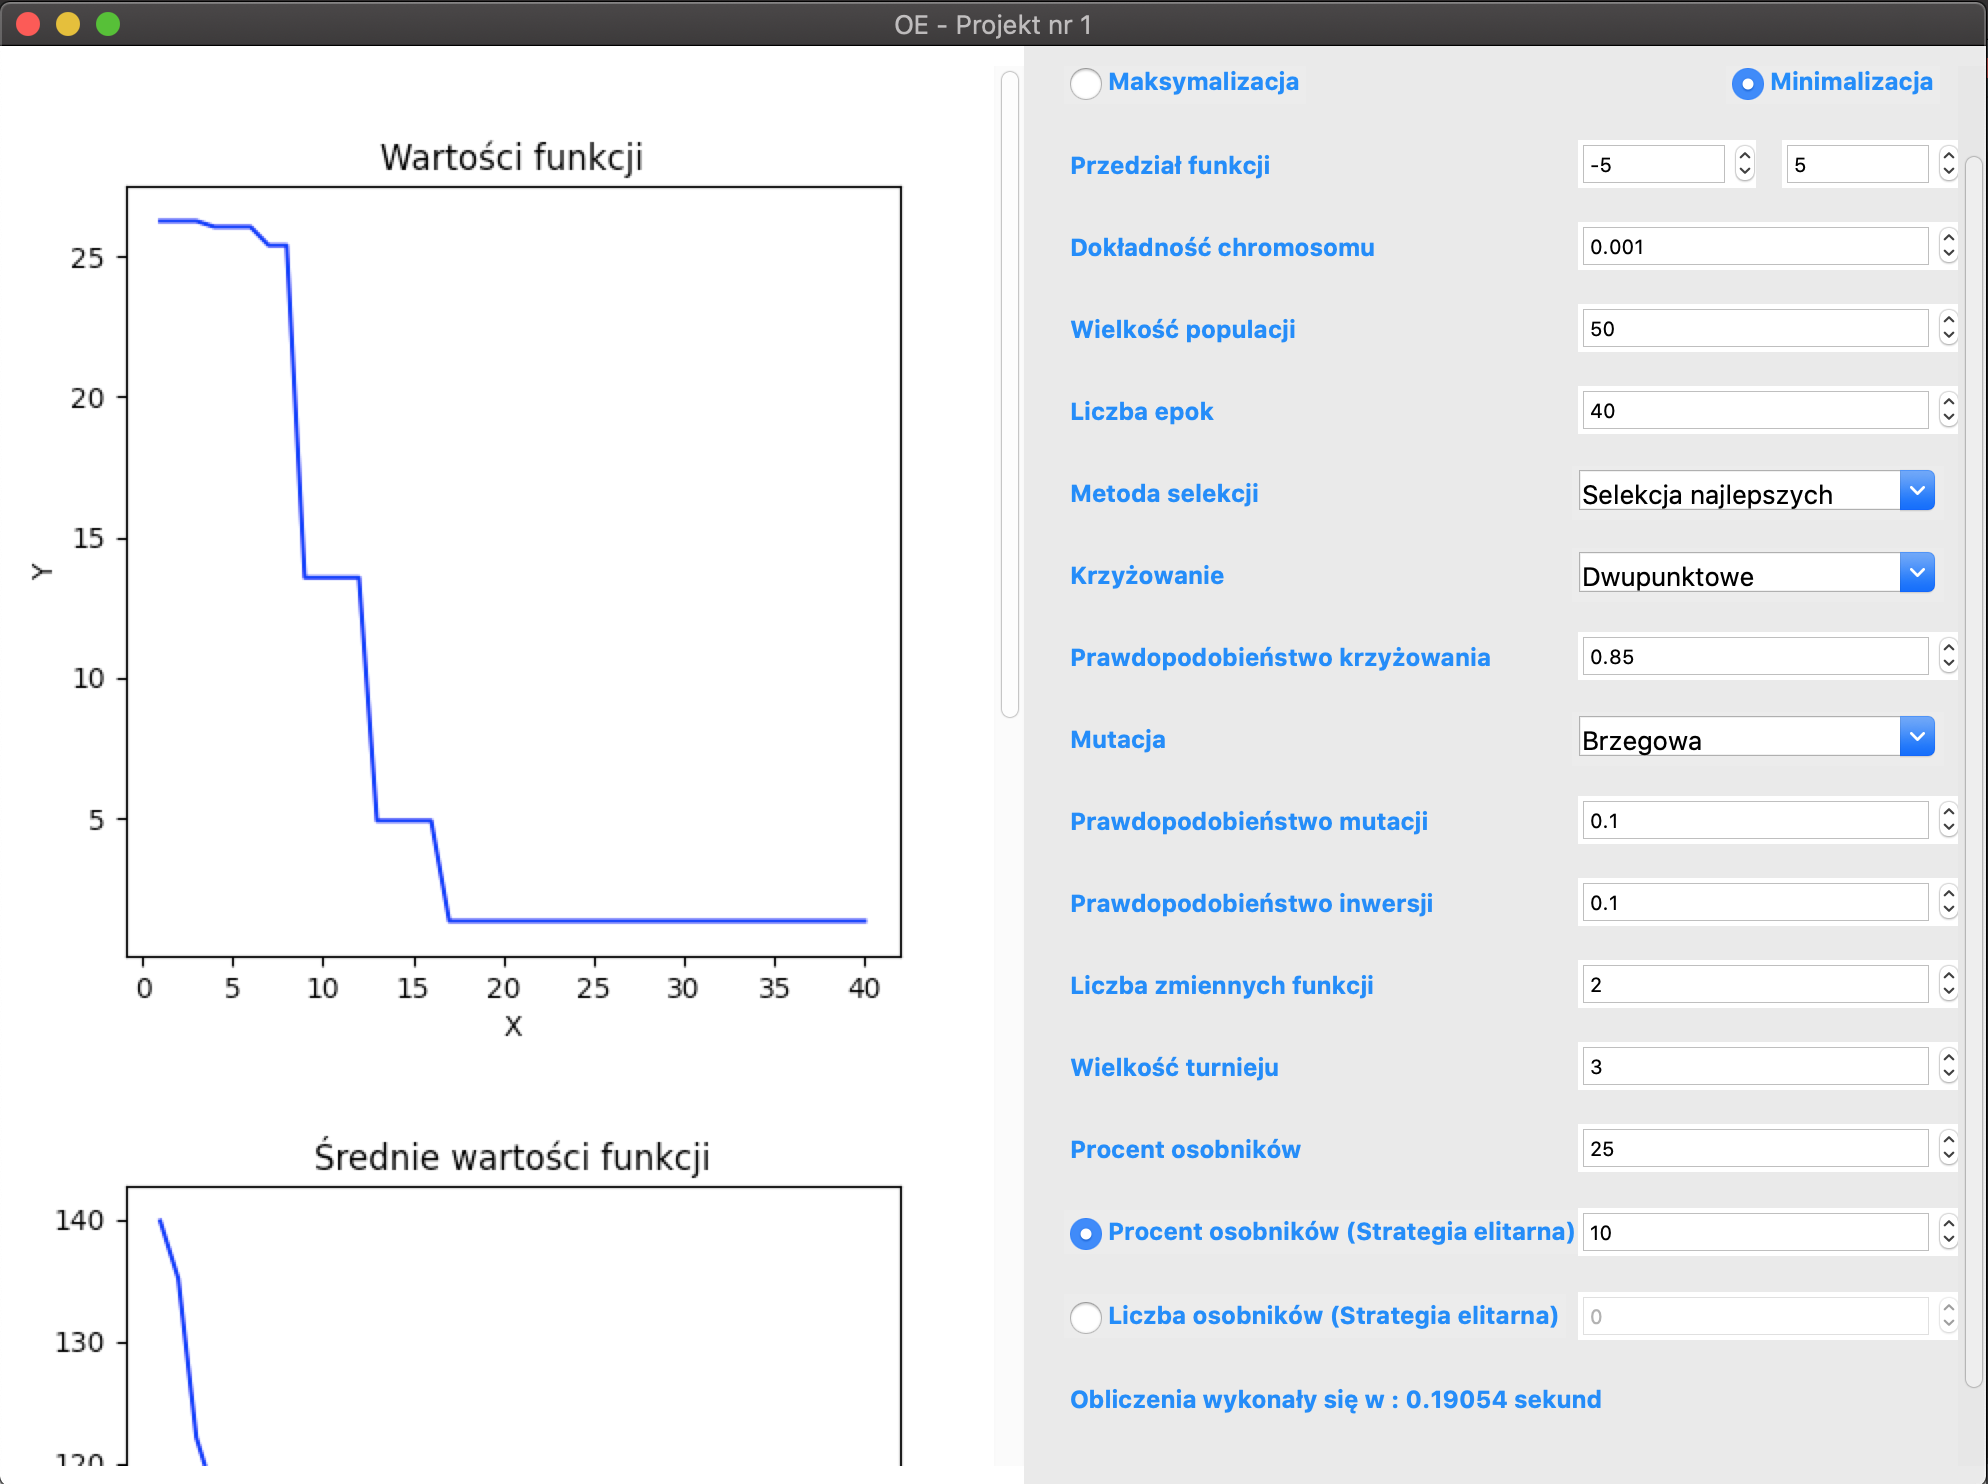 OE - Projekt nr 1
Wartości funkcji
25
20
15
10
5
Y
0 5 10 15 20 25 30 35 40
X
Średnie wartości funkcji
140
130
120
Maksymalizacja Minimalizacja
Przedział funkcji -5 5
Dokładność chromosomu 0.001
Wielkość populacji 50
Liczba epok 40
Metoda selekcji Selekcja najlepszych
Krzyżowanie Dwupunktowe
Prawdopodobieństwo krzyżowania 0.85
Mutacja Brzegowa
Prawdopodobieństwo mutacji 0.1
Prawdopodobieństwo inwersji 0.1
Liczba zmiennych funkcji 2
Wielkość turnieju 3
Procent osobników 25
Procent osobników (Strategia elitarna) 10
Liczba osobników (Strategia elitarna) 0
Obliczenia wykonały się w : 0.19054 sekund